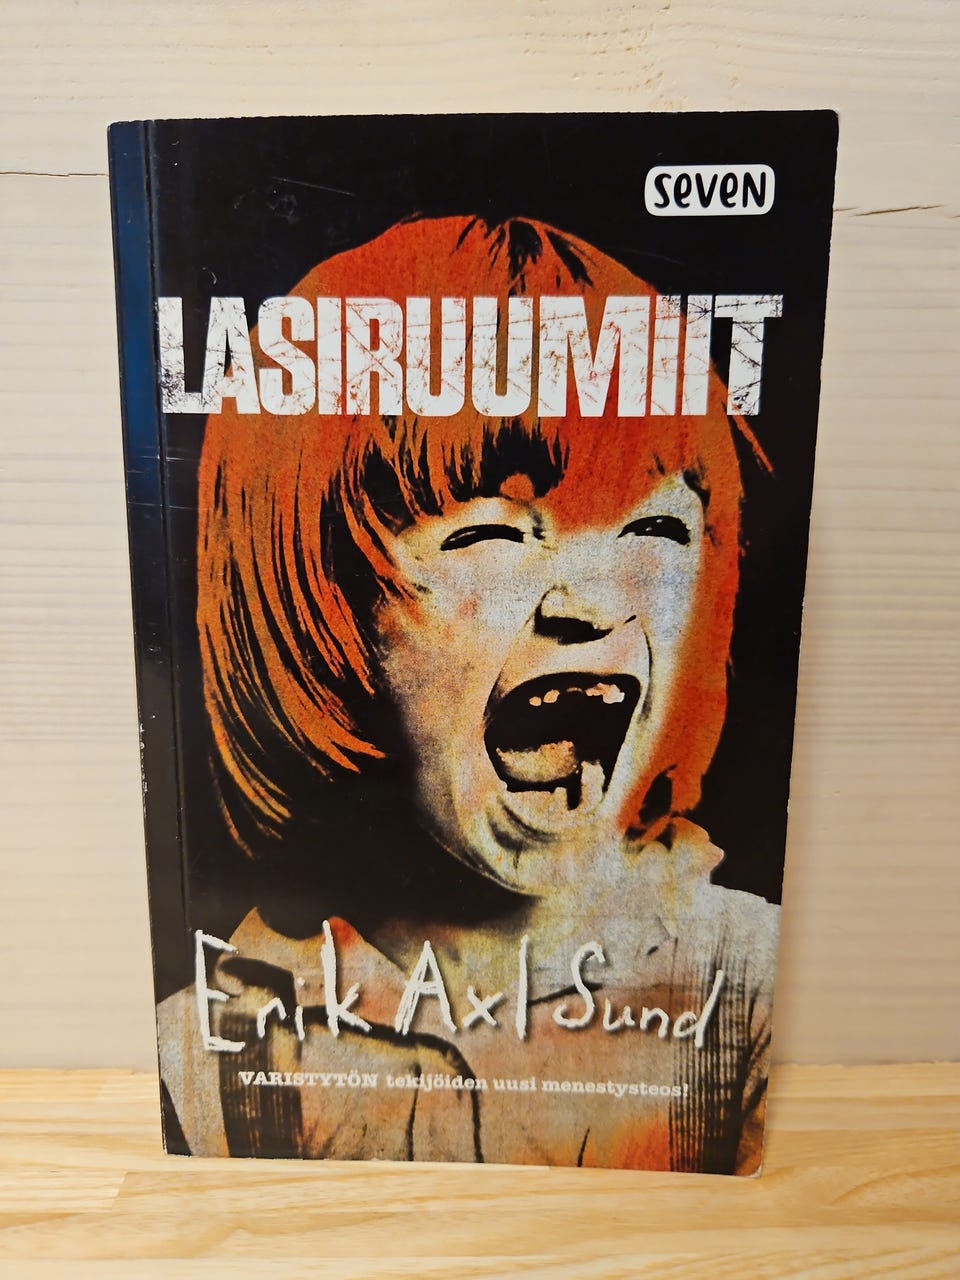 seven
LASIRUUMIIT
Erik Axl Sund
VARISTYTÖN tekijöiden uusi menestysteos!